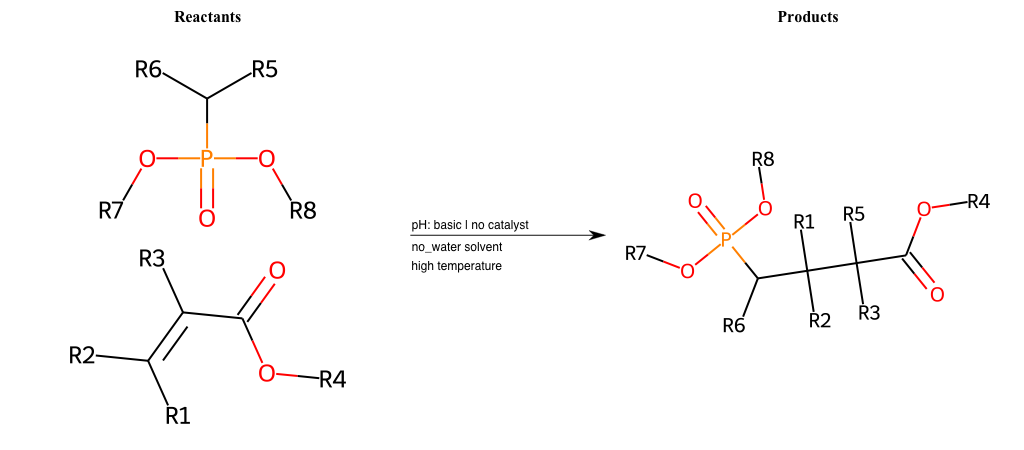 Reactants
Products
R6
R5
O
P
O
R7
O
R8
R3
O
R2
O
R4
R1
pH: basic | no catalyst
no_water solvent
high temperature
R8
O
O
R1
R5
O
R4
R7
P
O
O
R6
R2
R3